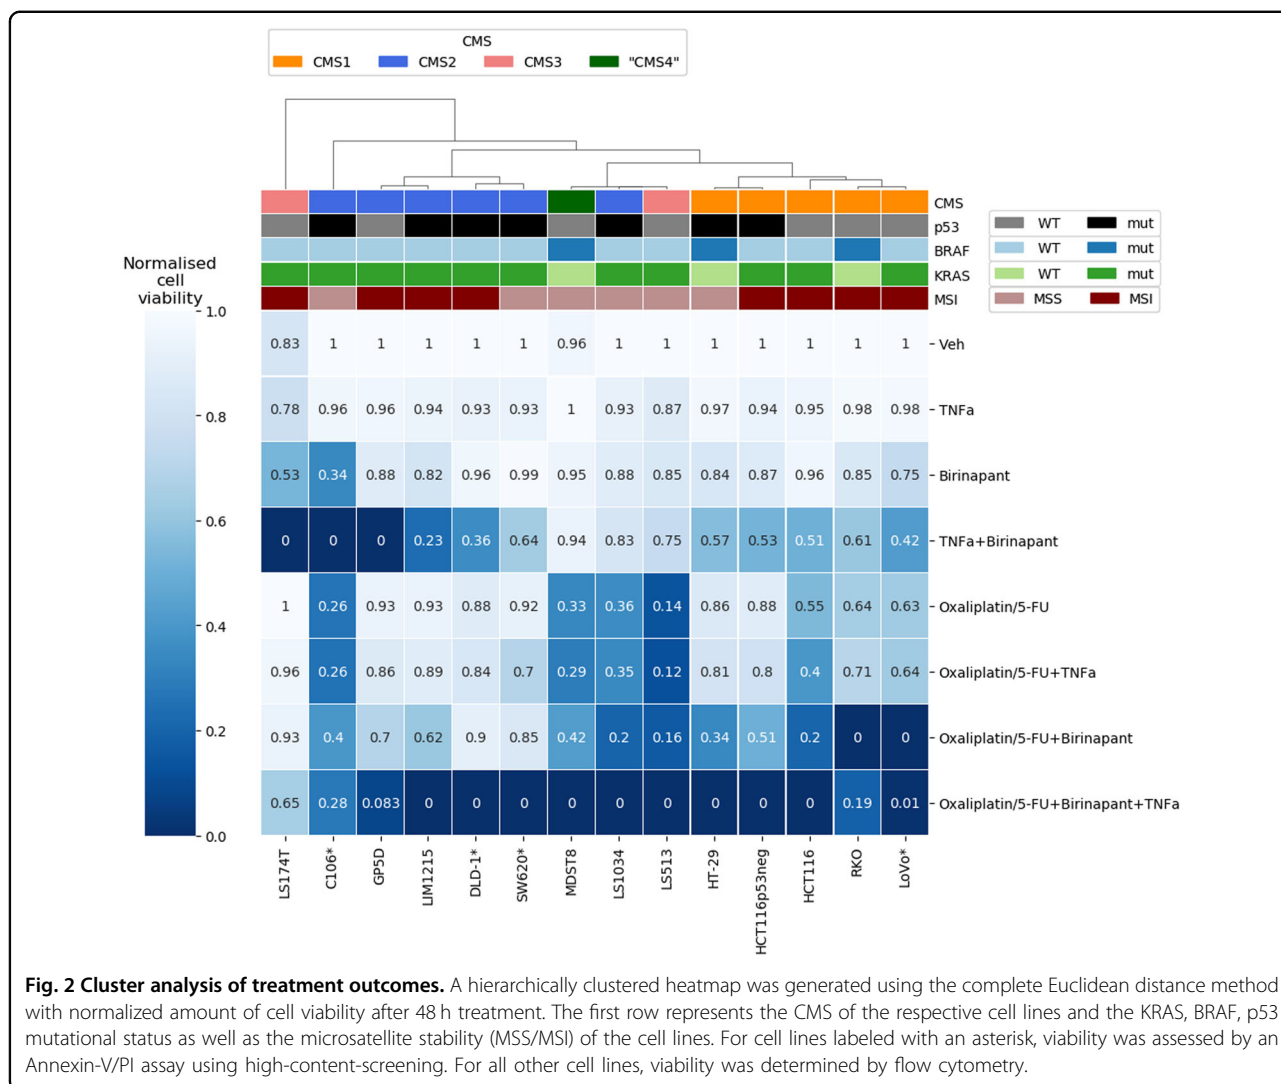 CMS
CMS1 CMS2 CMS3 "CMS4"
CMS
p53
WT mut
BRAF
WT mut
KRAS
WT mut
MSI
MSS MSI
Normalised
cell
viability
1.0
0.8
0.6
0.4
0.2
0.0
0.83 1 1 1 1 1 0.96 1 1 1 1 1 1 1 Veh
0.78 0.96 0.96 0.94 0.93 0.93 1 0.93 0.87 0.97 0.94 0.95 0.98 0.98 TNFa
0.53 0.34 0.88 0.82 0.96 0.99 0.95 0.88 0.85 0.84 0.87 0.96 0.85 0.75 Birinapant
0 0 0 0.23 0.36 0.64 0.94 0.83 0.75 0.57 0.53 0.51 0.61 0.42 TNFa+Birinapant
1 0.26 0.93 0.93 0.88 0.92 0.33 0.36 0.14 0.86 0.88 0.55 0.64 0.63 Oxaliplatin/5-FU
0.96 0.26 0.86 0.89 0.84 0.7 0.29 0.35 0.12 0.81 0.8 0.4 0.71 0.64 Oxaliplatin/5-FU+TNFa
0.93 0.4 0.7 0.62 0.9 0.85 0.42 0.2 0.16 0.34 0.51 0.2 0 0 Oxaliplatin/5-FU+Birinapant
0.65 0.28 0.083 0 0 0 0 0 0 0 0 0 0.19 0.01 Oxaliplatin/5-FU+Birinapant+TNFa
LS174T C106* GP5D LIM1215 DLD-1* SW620* MDST8 LS1034 LS513 HT-29 HCT116p53neg HCT116 RKO LoVo*
Fig. 2 Cluster analysis of treatment outcomes. A hierarchically clustered heatmap was generated using the complete Euclidean distance method
with normalized amount of cell viability after 48 h treatment. The first row represents the CMS of the respective cell lines and the KRAS, BRAF, p53
mutational status as well as the microsatellite stability (MSS/MSI) of the cell lines. For cell lines labeled with an asterisk, viability was assessed by an
Annexin-V/PI assay using high-content-screening. For all other cell lines, viability was determined by flow cytometry.